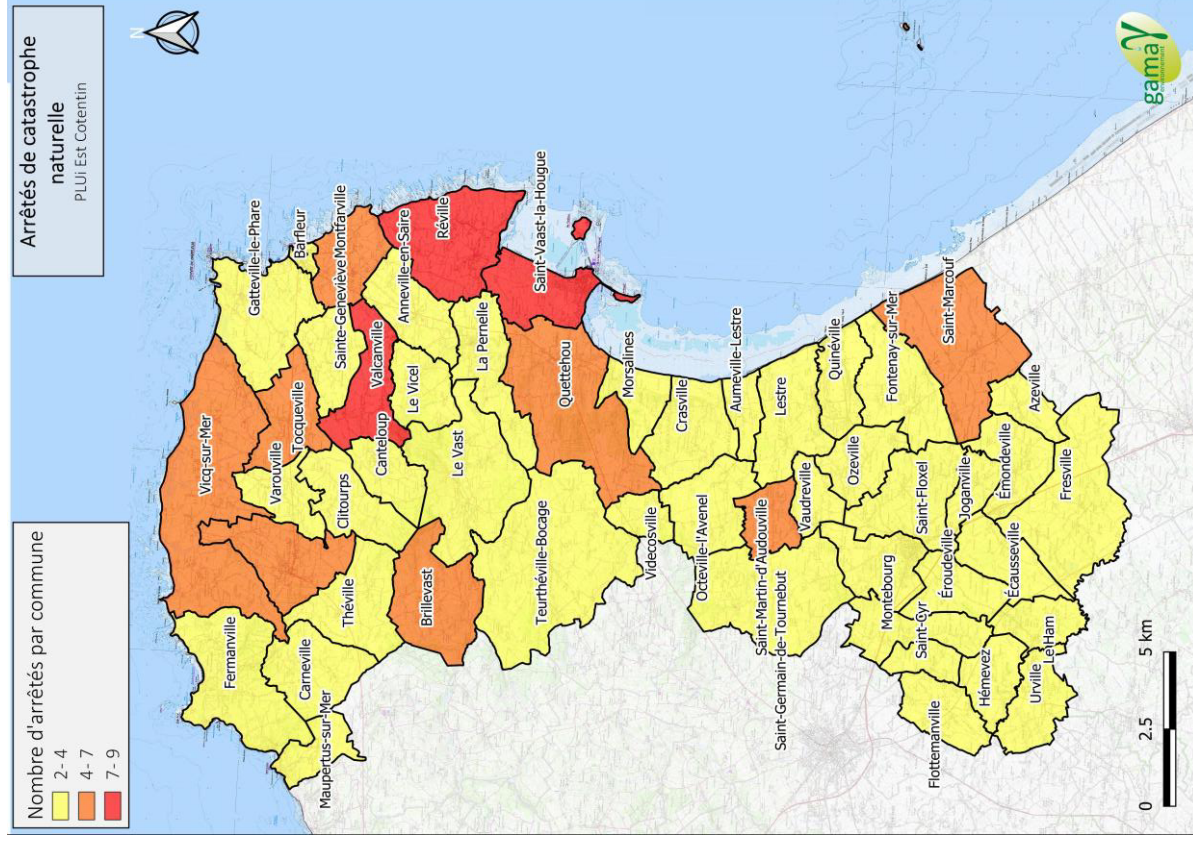 Arrêtés de catastrophe
naturelle
PLUi Est Cotentin
Nombre d'arrêtés par commune
2- 4
4- 7
7- 9
N
Gatteville-le-Phare
Barfleur
Vicq-sur-Mer
Sainte-Geneviève
Montfarville
Tocqueville
Varouville
Valcanville
Anneville-en-Saire
Réville
Fermanville
Clitourps
Canteloup
Le Vicel
La Pernelle
Saint-Vaast-la-Hougue
Carneville
Théville
Maupertus-sur-Mer
Brillevast
Le Vast
Quettehou
Teurthéville-Bocage
Morsalines
Videcosville
Crasville
Octeville-l'Avenel
Aumeville-Lestre
Saint-Martin-d'Audouville
Lestre
Saint-Germain-de-Tournebut
Vaudreville
Quinéville
Ozeville
Fontenay-sur-Mer
Montebourg
Saint-Floxel
Saint-Marcouf
Saint-Cyr
Éroudeville
Joganville
Émondeville
Azeville
Flottemanville
Hémevez
Écausseville
Fresville
Urville
Le Ham
0
2.5
5 km
gama
environnement